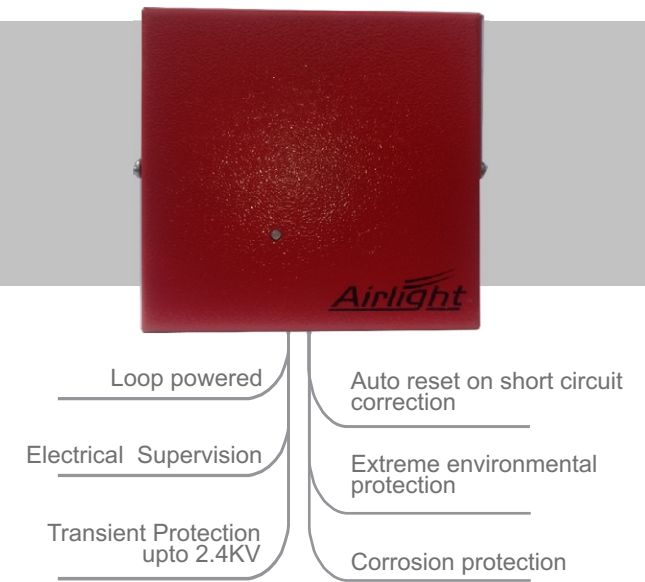 Airlight
Loop powered
Electrical Supervision
Transient Protection
upto 2.4KV
Auto reset on short circuit
correction
Extreme environmental
protection
Corrosion protection